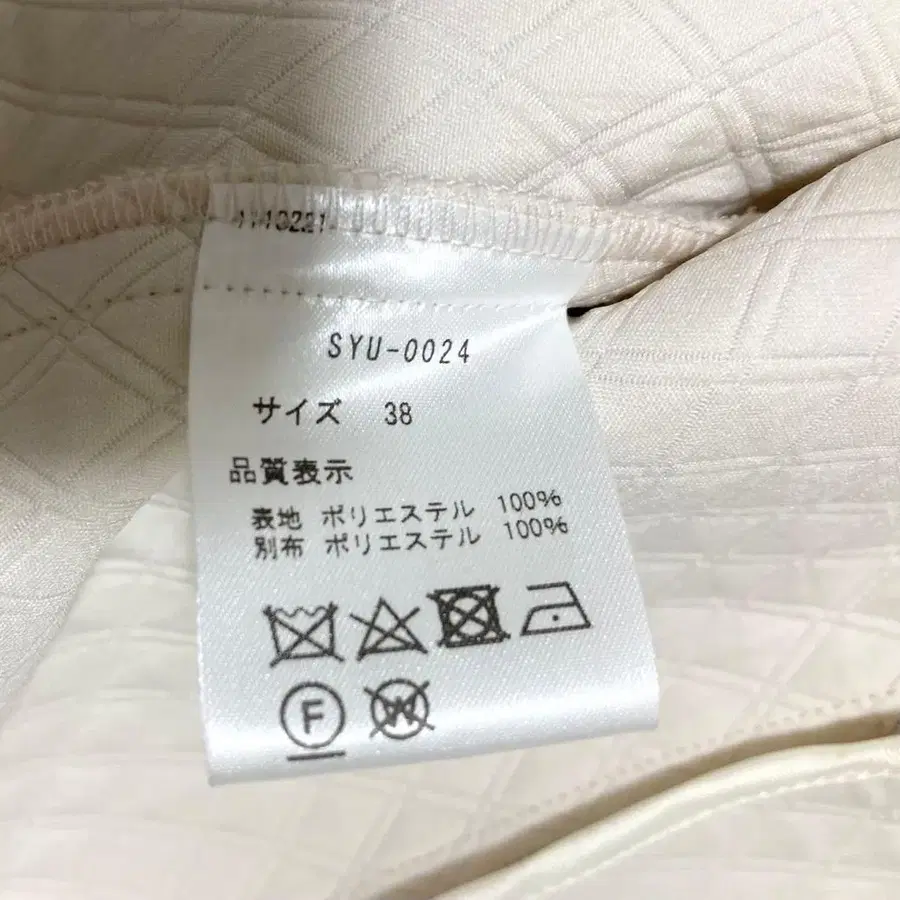 SYU-0024
サイズ 38
品質表示
表地 ポリエステル 100%
別布 ポリエステル 100%
F
W